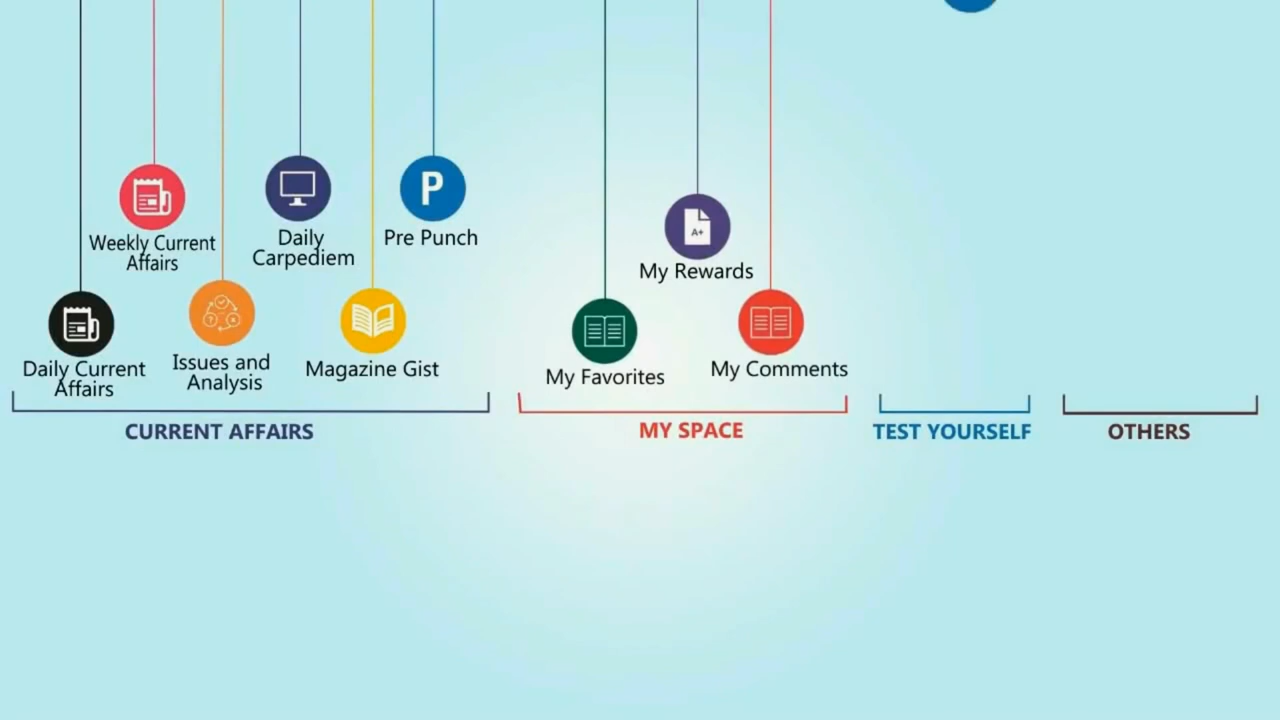 Weekly Current
Affairs
Daily
Carpediem
P
Pre Punch
Daily Current
Affairs
Issues and
Analysis
Magazine Gist
CURRENT AFFAIRS
A+
My Rewards
My Favorites
My Comments
MY SPACE
TEST YOURSELF
OTHERS